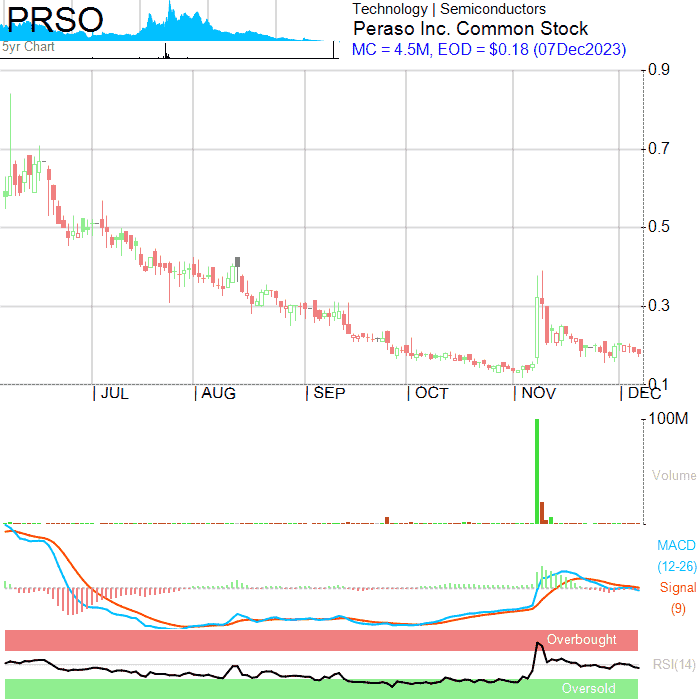 PRSO
5yr Chart
Technology | Semiconductors
Peraso Inc. Common Stock
MC = 4.5M, EOD = $0.18 (07Dec2023)
0.9
0.7
0.5
0.3
0.1
| JUL | AUG | SEP | OCT | NOV | DEC
100M
Volume
MACD
(12-26)
Signal
(9)
Overbought
RSI(14)
Oversold